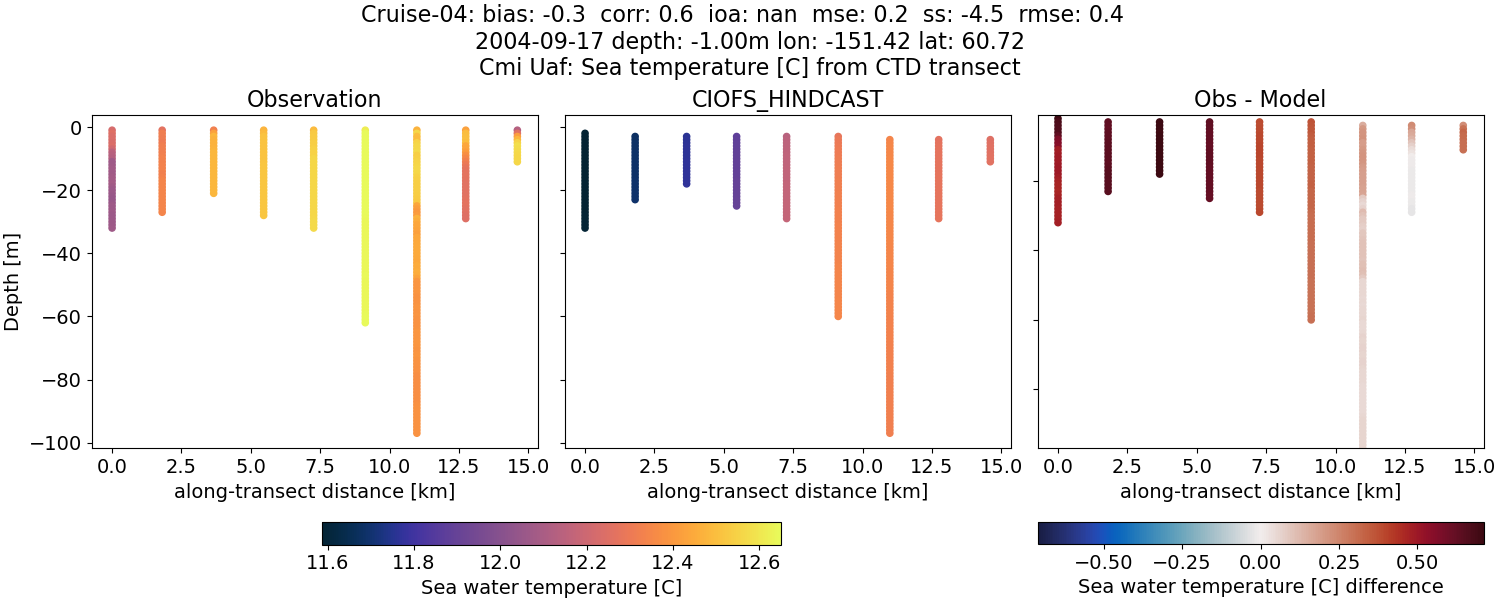 Cruise-04: bias: -0.3  corr: 0.6  ioa: nan  mse: 0.2  ss: -4.5  rmse: 0.4
2004-09-17 depth: -1.00m lon: -151.42 lat: 60.72
Cmi Uaf: Sea temperature [C] from CTD transect
Observation
CIOFS_HINDCAST
Obs - Model
Depth [m]
0
−20
−40
−60
−80
−100
0.0 2.5 5.0 7.5 10.0 12.5 15.0
0.0 2.5 5.0 7.5 10.0 12.5 15.0
0.0 2.5 5.0 7.5 10.0 12.5 15.0
along-transect distance [km]
along-transect distance [km]
along-transect distance [km]
11.6 11.8 12.0 12.2 12.4 12.6
Sea water temperature [C]
−0.50 −0.25 0.00 0.25 0.50
Sea water temperature [C] difference